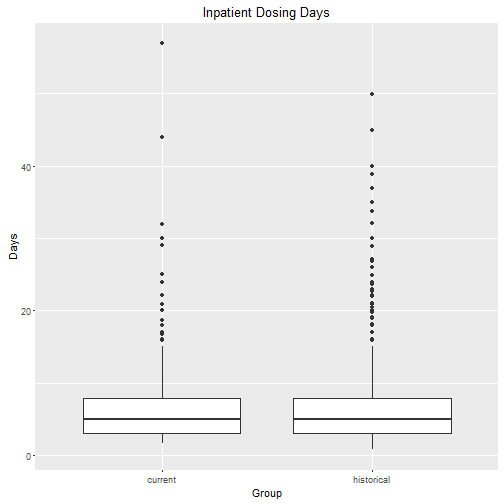 Inpatient Dosing Days
Days
40
20
0
current historical
Group